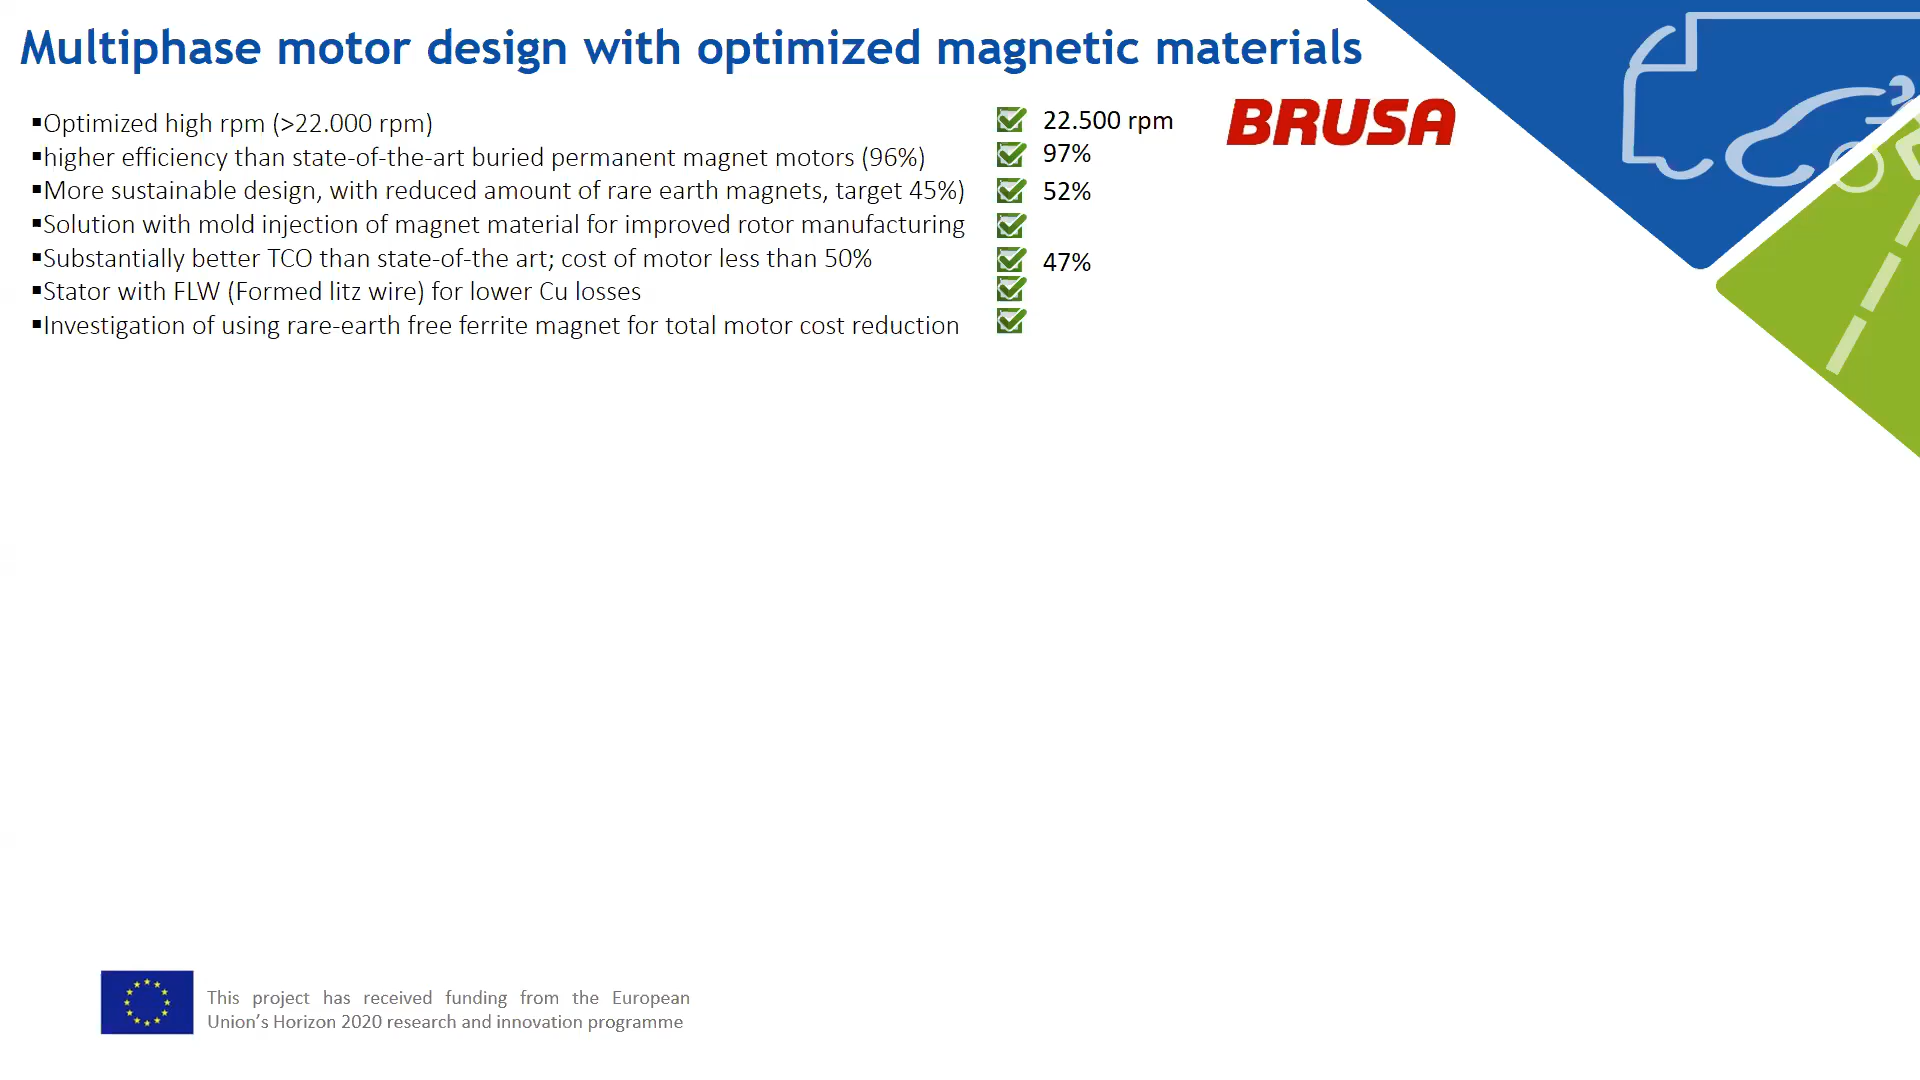 Multiphase motor design with optimized magnetic materials
▪Optimized high rpm (>22.000 rpm)
22.500 rpm
BRUSA
▪higher efficiency than state-of-the-art buried permanent magnet motors (96%)
97%
▪More sustainable design, with reduced amount of rare earth magnets, target 45%)
52%
▪Solution with mold injection of magnet material for improved rotor manufacturing
▪Substantially better TCO than state-of-the art; cost of motor less than 50%
47%
▪Stator with FLW (Formed litz wire) for lower Cu losses
▪Investigation of using rare-earth free ferrite magnet for total motor cost reduction
This project has received funding from the European
Union’s Horizon 2020 research and innovation programme